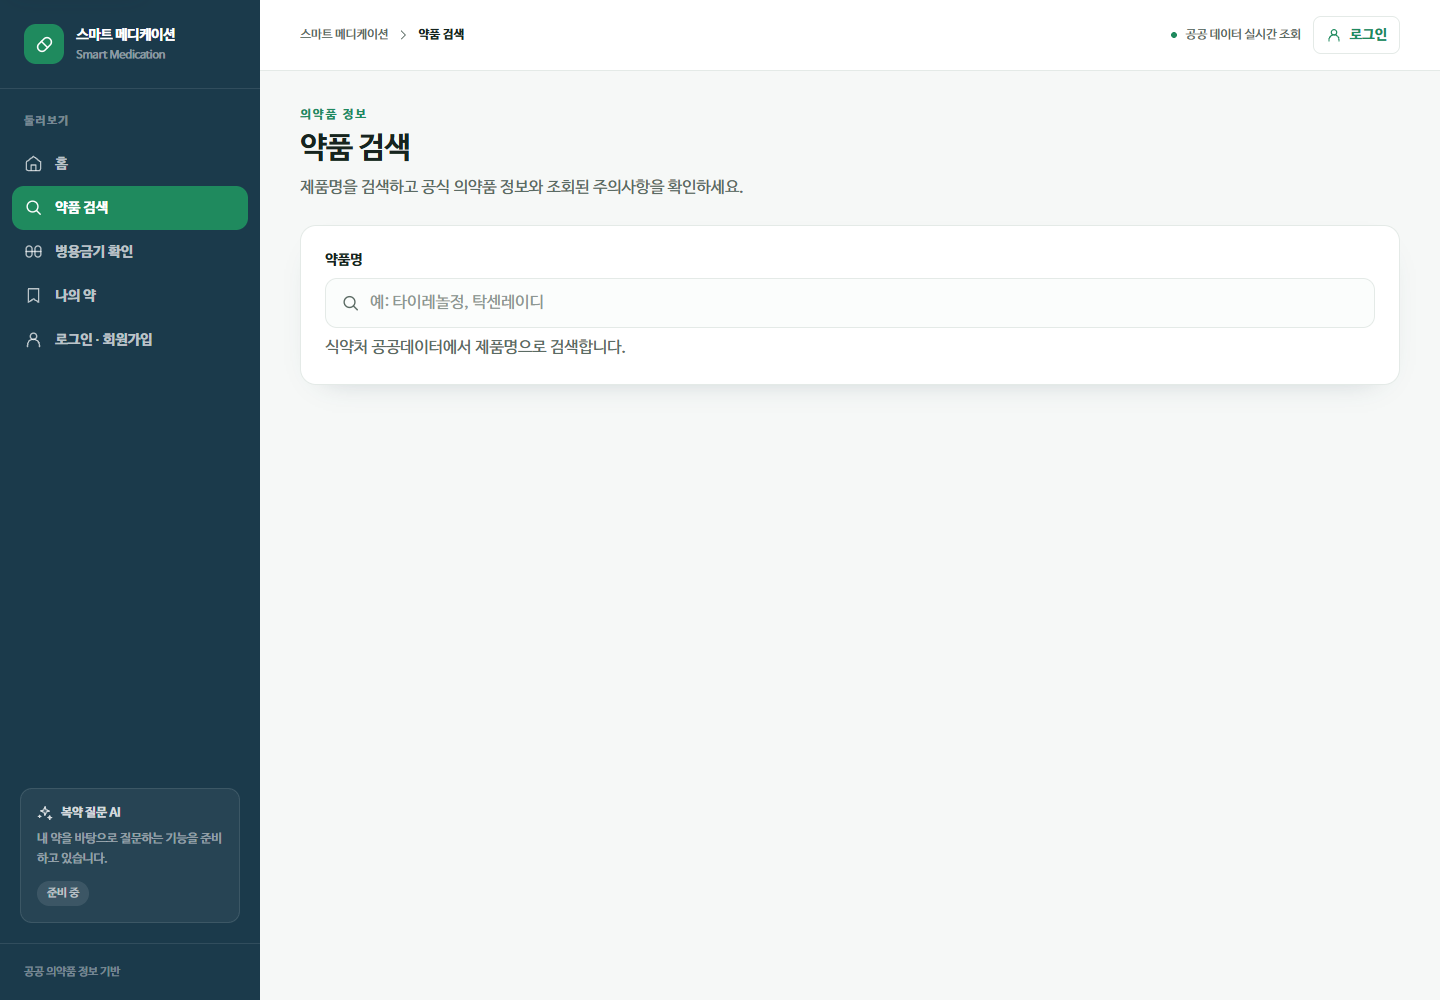 스마트 메디케이션
Smart Medication
둘러보기
홈
약품 검색
병용금기 확인
나의 약
로그인 · 회원가입
복약 질문 AI
내 약을 바탕으로 질문하는 기능을 준비
하고 있습니다.
준비 중
공공 의약품 정보 기반
스마트 메디케이션 > 약품 검색
공공 데이터 실시간 조회
로그인
의약품 정보
약품 검색
제품명을 검색하고 공식 의약품 정보와 조회된 주의사항을 확인하세요.
약품명
예: 타이레놀정, 탁센레이디
식약처 공공데이터에서 제품명으로 검색합니다.